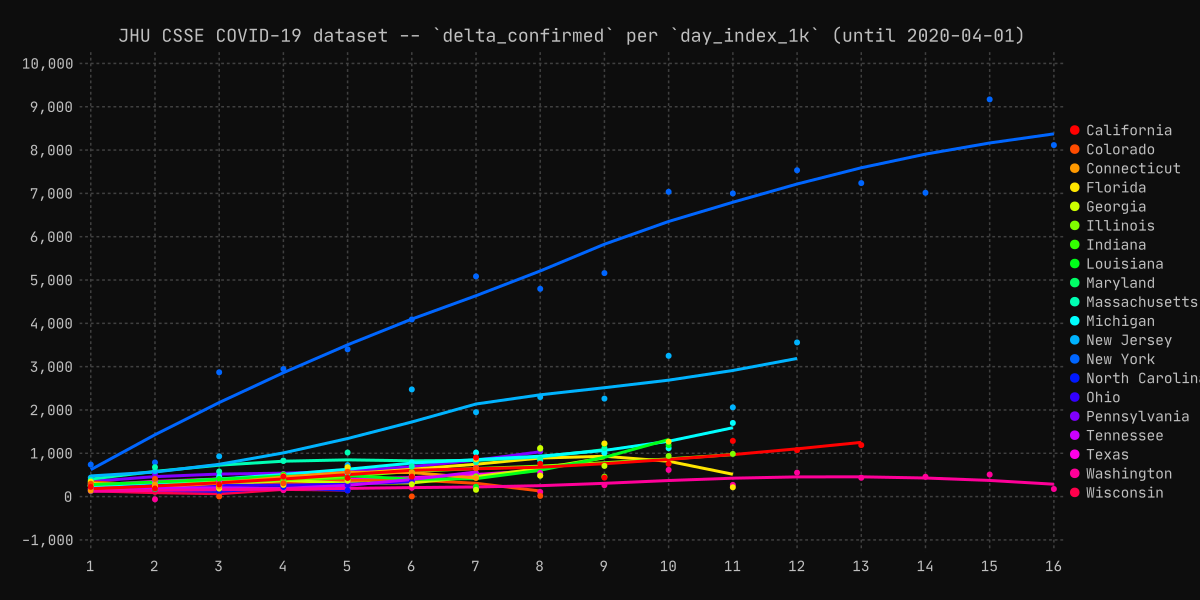 JHU CSSE COVID-19 dataset -- `delta_confirmed` per `day_index_1k` (until 2020-04-01)
10,000
9,000
8,000
7,000
6,000
5,000
4,000
3,000
2,000
1,000
0
-1,000
1 2 3 4 5 6 7 8 9 10 11 12 13 14 15 16
California
Colorado
Connecticut
Florida
Georgia
Illinois
Indiana
Louisiana
Maryland
Massachusetts
Michigan
New Jersey
New York
North Carolin
Ohio
Pennsylvania
Tennessee
Texas
Washington
Wisconsin